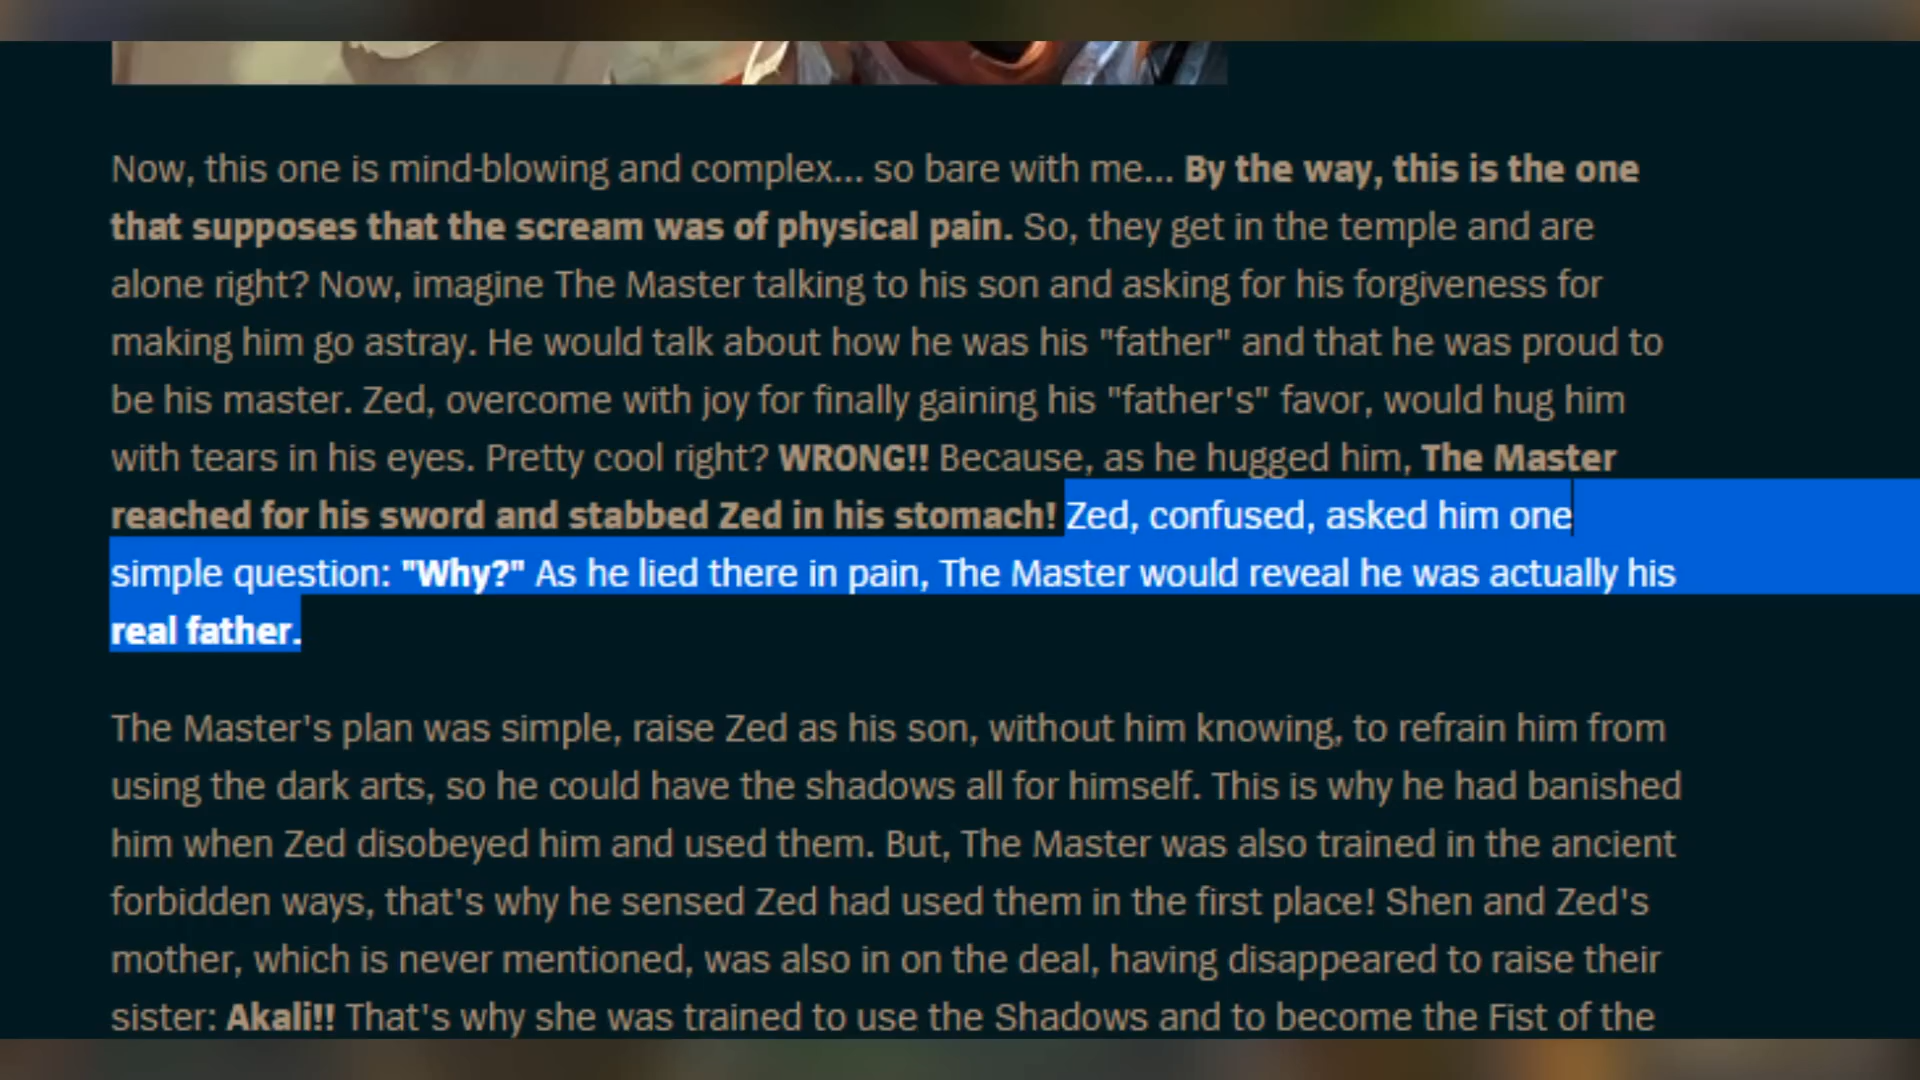 Now, this one is mind-blowing and complex... so bare with me... By the way, this is the one
that supposes that the scream was of physical pain. So, they get in the temple and are
alone right? Now, imagine The Master talking to his son and asking for his forgiveness for
making him go astray. He would talk about how he was his "father" and that he was proud to
be his master. Zed, overcome with joy for finally gaining his "father's" favor, would hug him
with tears in his eyes. Pretty cool right? WRONG!! Because, as he hugged him, The Master
reached for his sword and stabbed Zed in his stomach! Zed, confused, asked him one
simple question: "Why?" As he lied there in pain, The Master would reveal he was actually his
real father.
The Master's plan was simple, raise Zed as his son, without him knowing, to refrain him from
using the dark arts, so he could have the shadows all for himself. This is why he had banished
him when Zed disobeyed him and used them. But, The Master was also trained in the ancient
forbidden ways, that's why he sensed Zed had used them in the first place! Shen and Zed's
mother, which is never mentioned, was also in on the deal, having disappeared to raise their
sister: Akali!! That's why she was trained to use the Shadows and to become the Fist of the